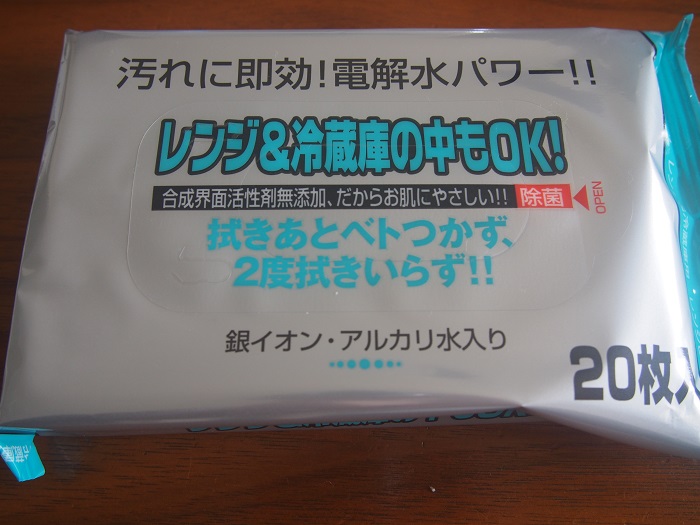 汚れに即効!電解水パワー!!
レンジ&冷蔵庫の中もOK!
合成界面活性剤無添加、だからお肌にやさしい!! 除菌 OPEN
拭きあとベトつかず、
2度拭きいらず!!
銀イオン・アルカリ水入り
20枚入